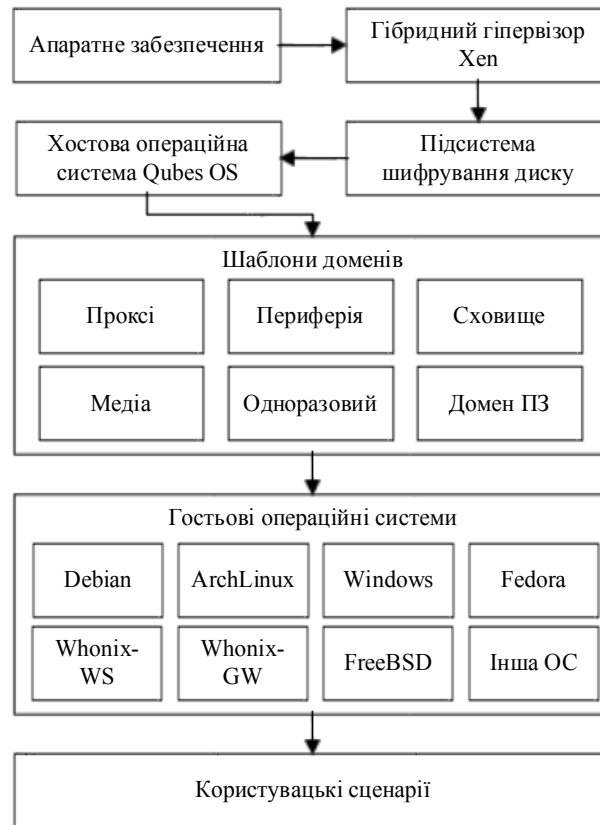 Апаратне забезпечення
Гібридний гіпервізор
Xen
Хостова операційна
система Qubes OS
Підсистема
шифрування диску
Шаблони доменів
Проксі
Периферія
Сховище
Медіа
Одноразовий
Домен ПЗ
Гостьові операційні системи
Debian
ArchLinux
Windows
Fedora
Whonix-
WS
Whonix-
GW
FreeBSD
Інша ОС
Користувацькі сценарії